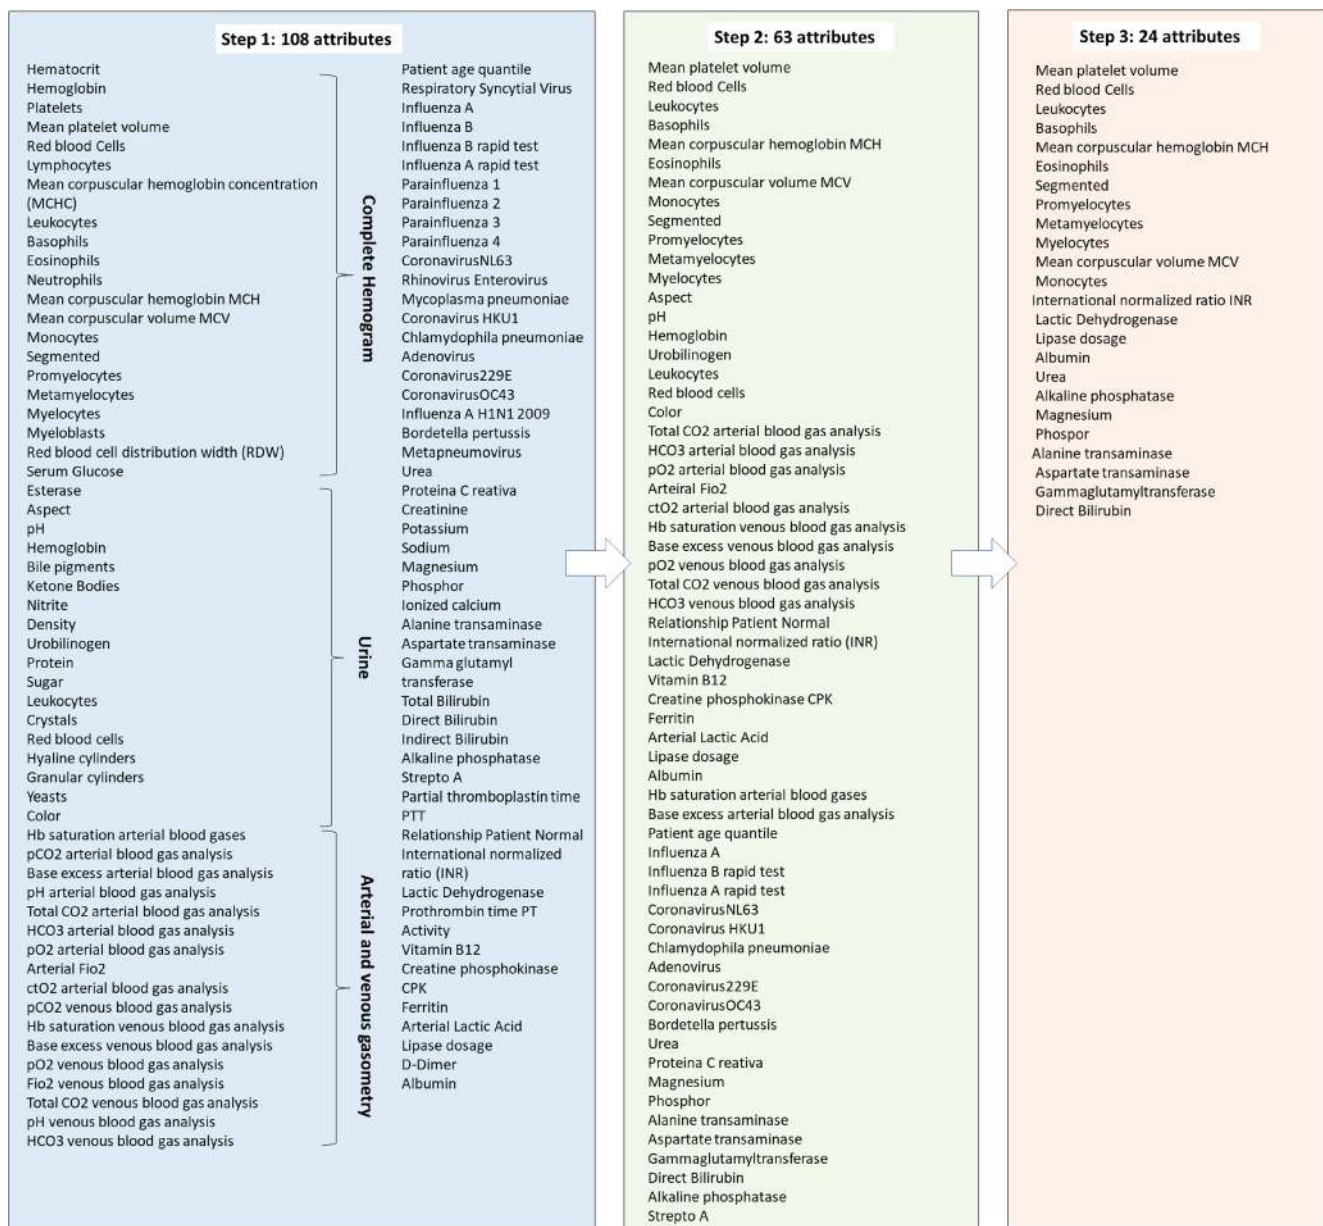 Step 1: 108 attributes
Hematocrit
Hemoglobin
Platelets
Mean platelet volume
Red blood Cells
Lymphocytes
Mean corpuscular hemoglobin concentration
(MCHC)
Leukocytes
Basophils
Eosinophils
Neutrophils
Mean corpuscular hemoglobin MCH
Mean corpuscular volume MCV
Monocytes
Segmented
Promyelocytes
Metamyelocytes
Myelocytes
Myeloblasts
Red blood cell distribution width (RDW)
Serum Glucose
Esterase
Aspect
pH
Hemoglobin
Bile pigments
Ketone Bodies
Nitrite
Density
Urobilinogen
Protein
Sugar
Leukocytes
Crystals
Red blood cells
Hyaline cylinders
Granular cylinders
Yeasts
Color
Hb saturation arterial blood gases
pCO2 arterial blood gas analysis
Base excess arterial blood gas analysis
pH arterial blood gas analysis
Total CO2 arterial blood gas analysis
HCO3 arterial blood gas analysis
pO2 arterial blood gas analysis
Arterial Fio2
ctO2 arterial blood gas analysis
pCO2 venous blood gas analysis
Hb saturation venous blood gas analysis
Base excess venous blood gas analysis
pO2 venous blood gas analysis
Fio2 venous blood gas analysis
Total CO2 venous blood gas analysis
pH venous blood gas analysis
HCO3 venous blood gas analysis
Complete Hemogram
Urine
Arterial and venous gasometry
Patient age quantile
Respiratory Syncytial Virus
Influenza A
Influenza B
Influenza B rapid test
Influenza A rapid test
Parainfluenza 1
Parainfluenza 2
Parainfluenza 3
Parainfluenza 4
CoronavirusNL63
Rhinovirus Enterovirus
Mycoplasma pneumoniae
Coronavirus HKU1
Chlamydophila pneumoniae
Adenovirus
Coronavirus229E
CoronavirusOC43
Influenza A H1N1 2009
Bordetella pertussis
Metapneumovirus
Urea
Proteina C reativa
Creatinine
Potassium
Sodium
Magnesium
Phosphor
Ionized calcium
Alanine transaminase
Aspartate transaminase
Gamma glutamyl
transferase
Total Bilirubin
Direct Bilirubin
Indirect Bilirubin
Alkaline phosphatase
Strepto A
Partial thromboplastin time
PTT
Relationship Patient Normal
International normalized
ratio (INR)
Lactic Dehydrogenase
Prothrombin time PT
Activity
Vitamin B12
Creatine phosphokinase
CPK
Ferritin
Arterial Lactic Acid
Lipase dosage
D-Dimer
Albumin
Step 2: 63 attributes
Mean platelet volume
Red blood Cells
Leukocytes
Basophils
Mean corpuscular hemoglobin MCH
Eosinophils
Mean corpuscular volume MCV
Monocytes
Segmented
Promyelocytes
Metamyelocytes
Myelocytes
Aspect
pH
Hemoglobin
Urobilinogen
Leukocytes
Red blood cells
Color
Total CO2 arterial blood gas analysis
HCO3 arterial blood gas analysis
pO2 arterial blood gas analysis
Arteiral Fio2
ctO2 arterial blood gas analysis
Hb saturation venous blood gas analysis
Base excess venous blood gas analysis
pO2 venous blood gas analysis
Total CO2 venous blood gas analysis
HCO3 venous blood gas analysis
Relationship Patient Normal
International normalized ratio (INR)
Lactic Dehydrogenase
Vitamin B12
Creatine phosphokinase CPK
Ferritin
Arterial Lactic Acid
Lipase dosage
Albumin
Hb saturation arterial blood gases
Base excess arterial blood gas analysis
Patient age quantile
Influenza A
Influenza B rapid test
Influenza A rapid test
CoronavirusNL63
Coronavirus HKU1
Chlamydophila pneumoniae
Adenovirus
Coronavirus229E
CoronavirusOC43
Bordetella pertussis
Urea
Proteina C reativa
Magnesium
Phosphor
Alanine transaminase
Aspartate transaminase
Gammaglutamyltransferase
Direct Bilirubin
Alkaline phosphatase
Strepto A
Step 3: 24 attributes
Mean platelet volume
Red blood Cells
Leukocytes
Basophils
Mean corpuscular hemoglobin MCH
Eosinophils
Segmented
Promyelocytes
Metamyelocytes
Myelocytes
Mean corpuscular volume MCV
Monocytes
International normalized ratio INR
Lactic Dehydrogenase
Lipase dosage
Albumin
Urea
Alkaline phosphatase
Magnesium
Phospor
Alanine transaminase
Aspartate transaminase
Gammaglutamyltransferase
Direct Bilirubin